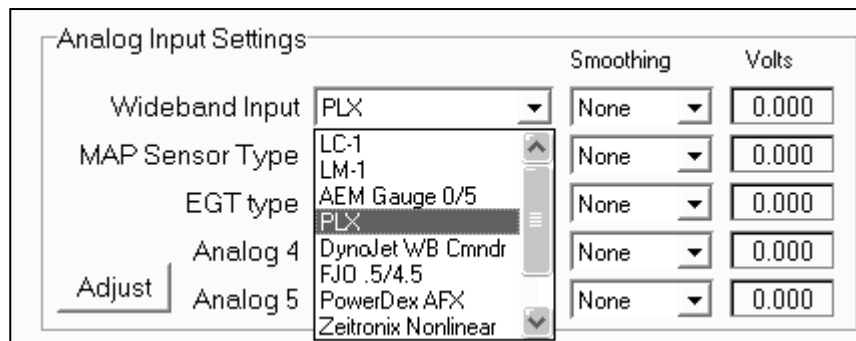 Analog Input Settings
Smoothing Volts
Wideband Input PLX None 0.000
LC-1
MAP Sensor Type None 0.000
LM-1
AEM Gauge 0/5
EGT type None 0.000
PLX
Analog 4 DynoJet WB Cmndr None 0.000
FJO .5/4.5
Adjust
Analog 5 PowerDex AFX None 0.000
Zeitronix Nonlinear